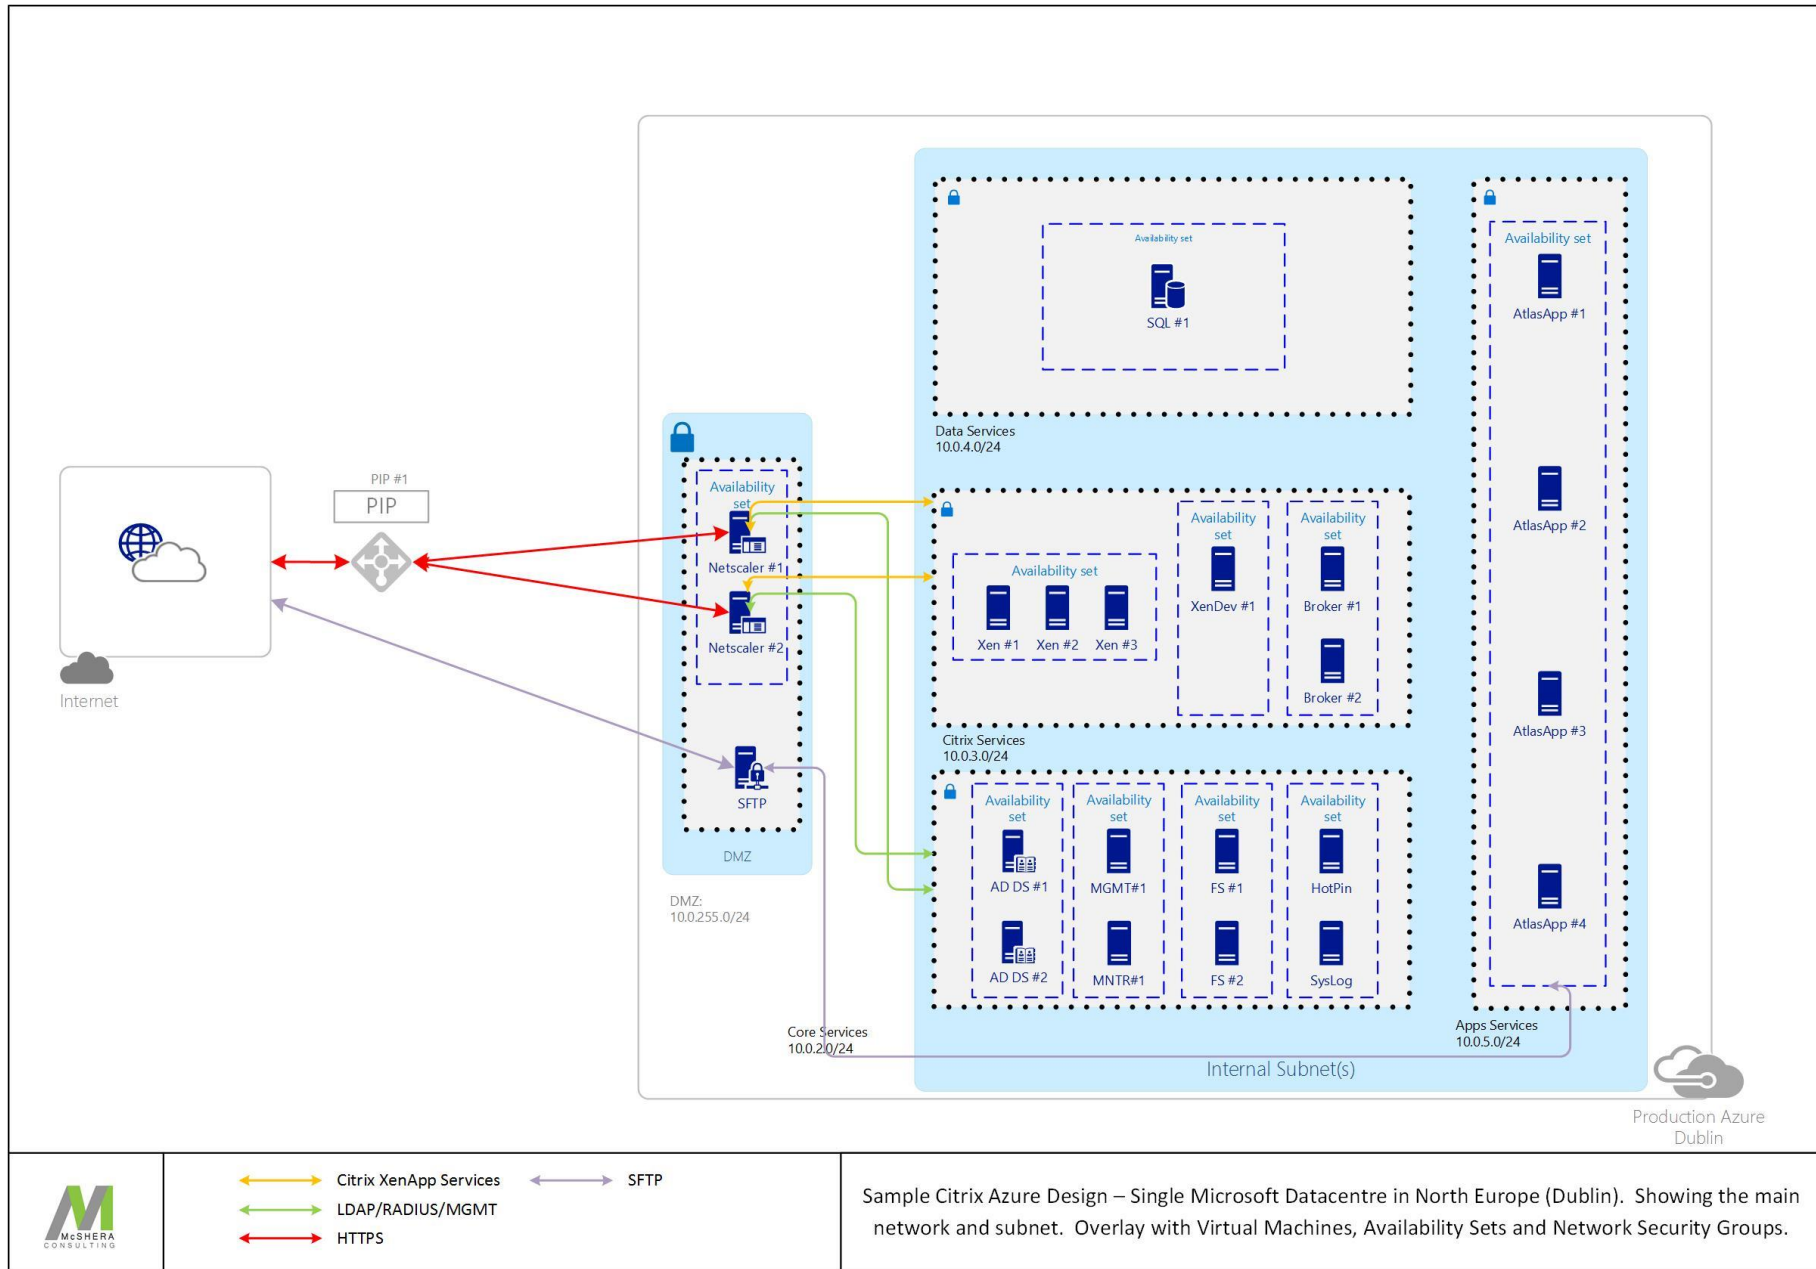 Availability set
SQL #1
Data Services
10.0.4.0/24
Availability set
AtlasApp #1
AtlasApp #2
AtlasApp #3
AtlasApp #4
Apps Services
10.0.5.0/24
PIP #1
PIP
Internet
Availability
set
Netscaler #1
Netscaler #2
SFTP
DMZ
DMZ:
10.0.255.0/24
Availability set
Xen #1
Xen #2
Xen #3
Availability
set
XenDev #1
Availability
set
Broker #1
Broker #2
Citrix Services
10.0.3.0/24
Availability
set
AD DS #1
AD DS #2
Availability
set
MGMT#1
MNTR#1
Availability
set
FS #1
FS #2
Availability
set
HotPin
SysLog
Core Services
10.0.2.0/24
Internal Subnet(s)
Production Azure
Dublin
McSHERA
CONSULTING
Citrix XenApp Services
SFTP
LDAP/RADIUS/MGMT
HTTPS
Sample Citrix Azure Design – Single Microsoft Datacentre in North Europe (Dublin). Showing the main
network and subnet. Overlay with Virtual Machines, Availability Sets and Network Security Groups.